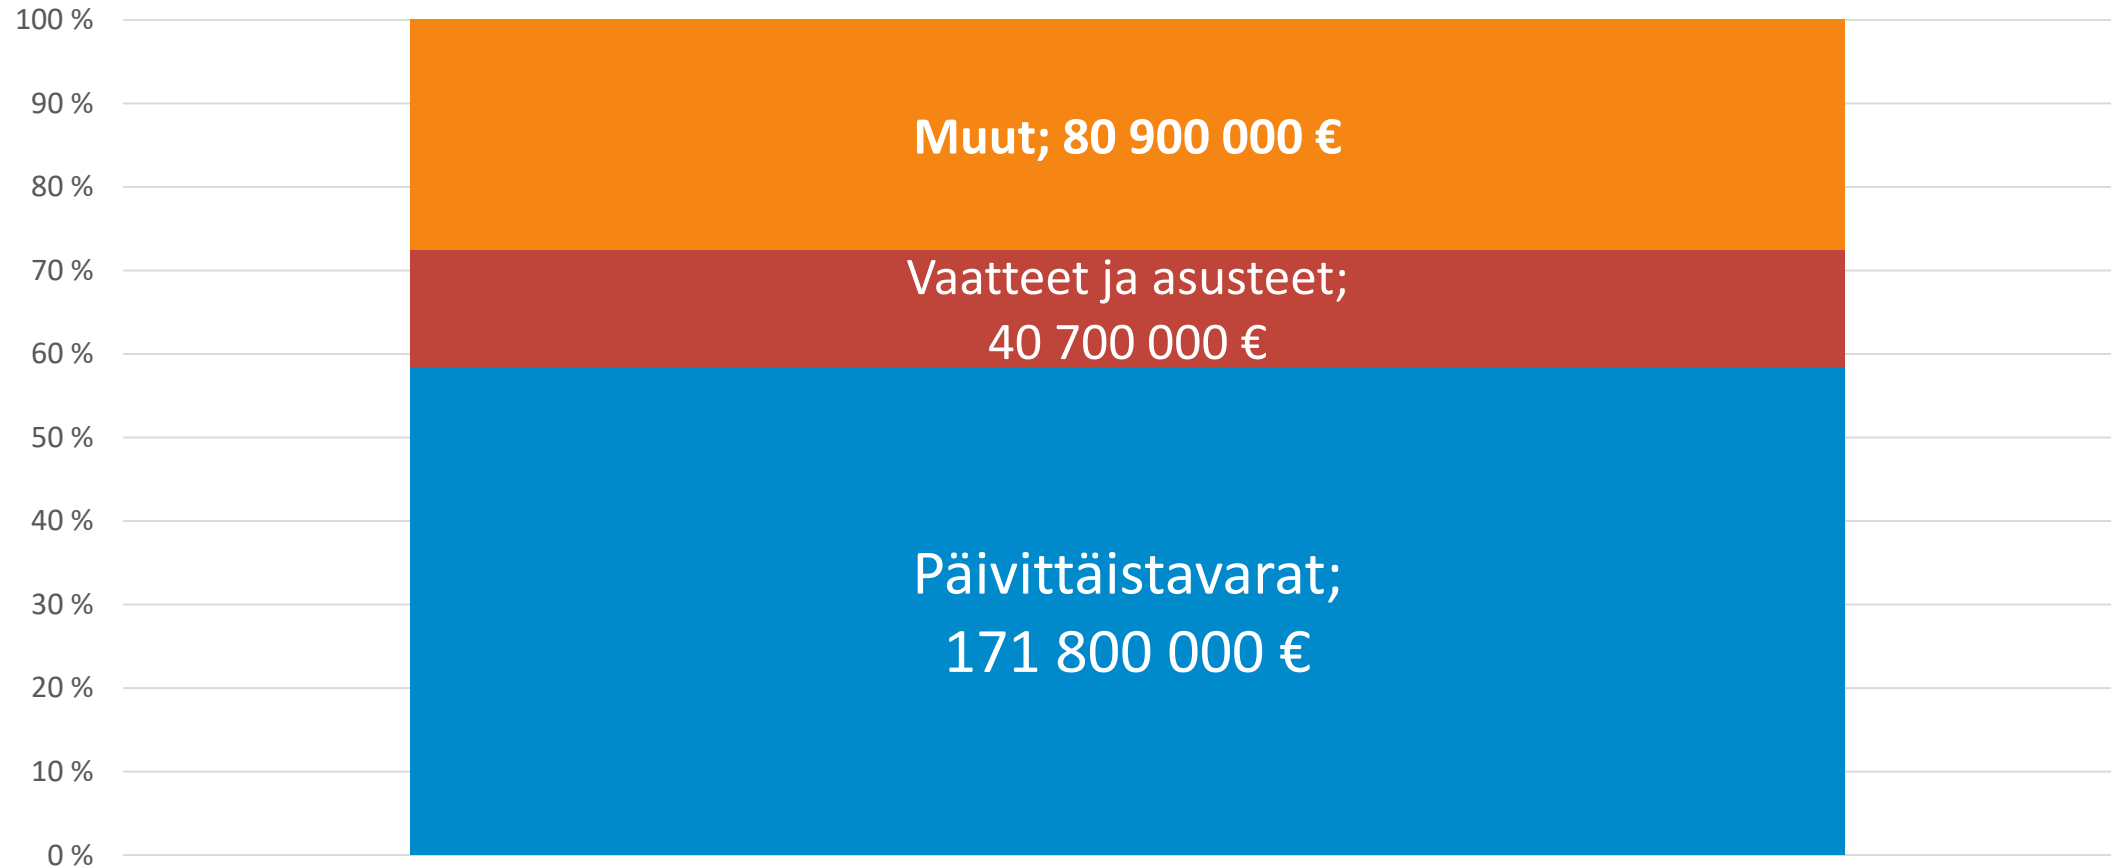 100 %
90 %
80 %
70 %
60 %
50 %
40 %
30 %
20 %
10 %
0 %
Muut; 80 900 000 €
Vaatteet ja asusteet;
40 700 000 €
Päivittäistavarat;
171 800 000 €